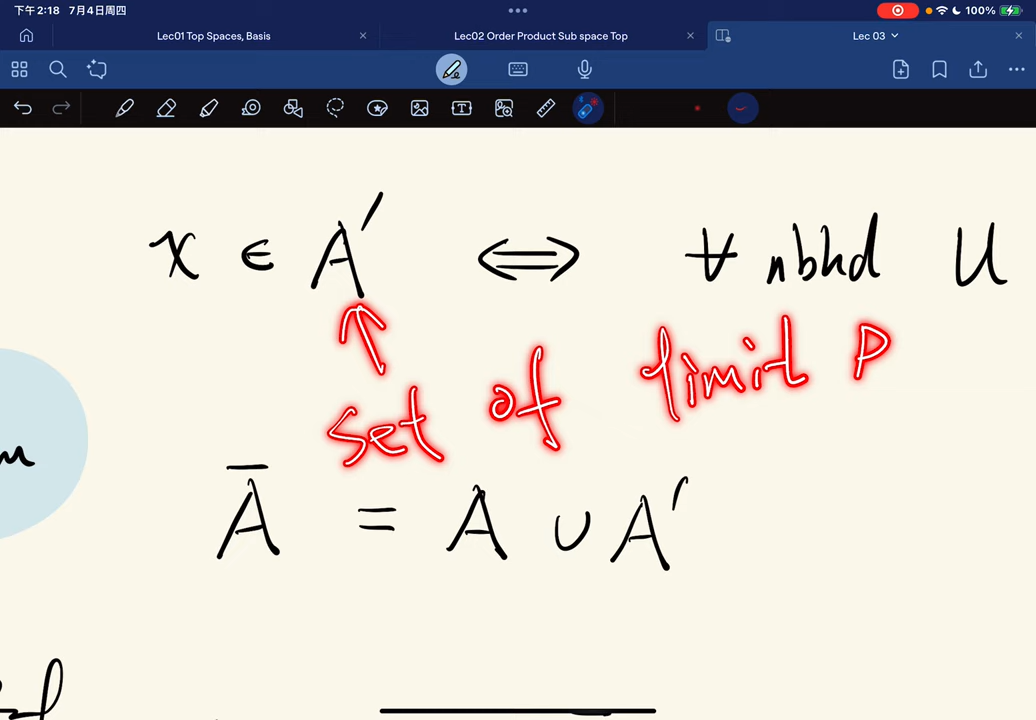 下午2:18 7月4日周四
100%
Lec01 Top Spaces, Basis
Lec02 Order Product Sub space Top
Lec 03
x ∈ A′ ⟺ ∀ nbhd U
set of limit P
Ā = A ∪ A′